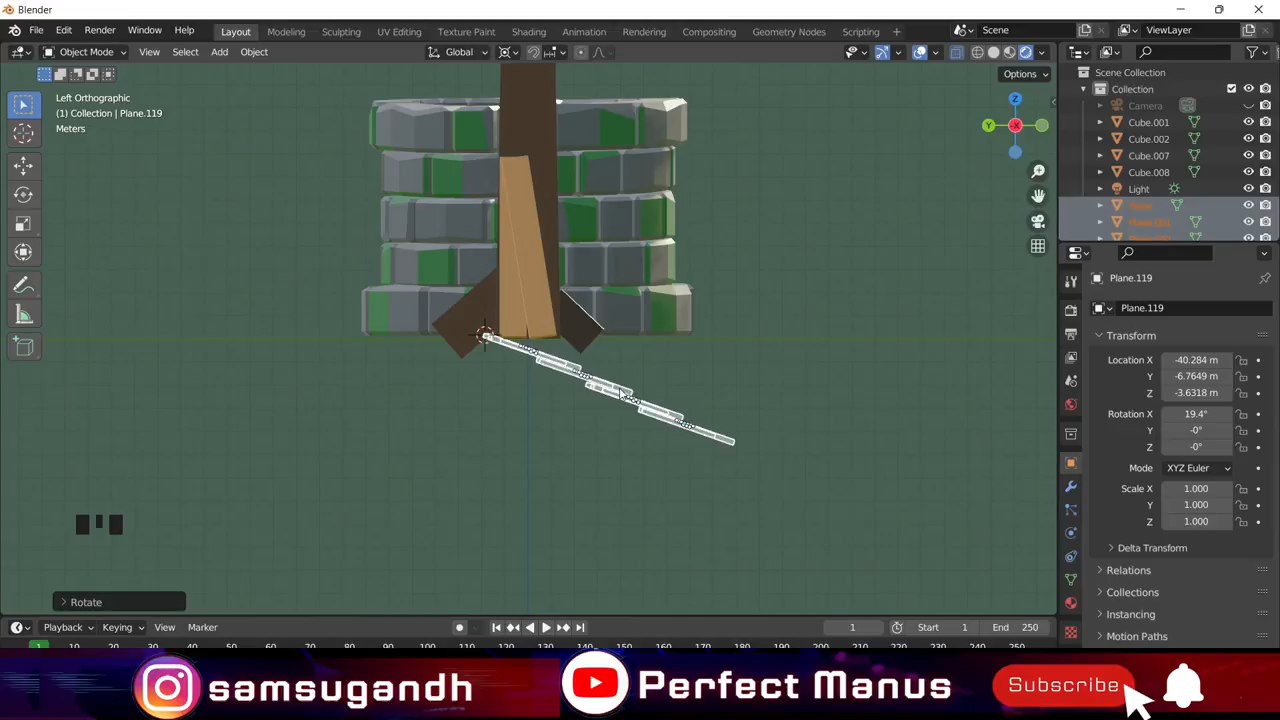 Blender
File Edit Render Window Help Layout Modeling Sculpting UV Editing Texture Paint Shading Animation Rendering Compositing Geometry Nodes Scripting + Scene ViewLayer
Object Mode View Select Add Object Global
Options
Left Orthographic
(1) Collection | Plane.119
Meters
Z
Y
X
Scene Collection
Collection
Camera
Cube.001
Cube.002
Cube.007
Cube.008
Light
Plane.119
Plane.119
Transform
Location X -40.284 m
Y -6.7649 m
Z -3.6318 m
Rotation X 19.4°
Y -0°
Z -0°
Mode XYZ Euler
Scale X 1.000
Y 1.000
Z 1.000
Delta Transform
Relations
Collections
Instancing
Motion Paths
Rotate
Playback Keying View Marker 1 Start 1 End 250
samsugandh
Perfect Manus
Subscribe